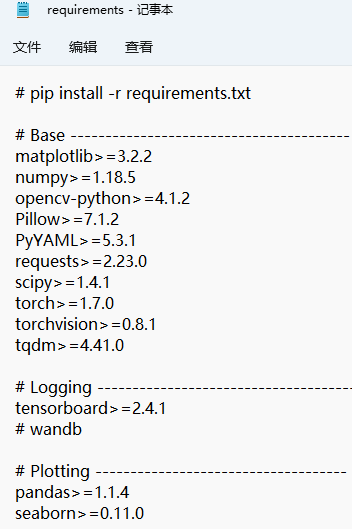 requirements - 记事本
文件 编辑 查看
# pip install -r requirements.txt
# Base ----------------------------------------
matplotlib>=3.2.2
numpy>=1.18.5
opencv-python>=4.1.2
Pillow>=7.1.2
PyYAML>=5.3.1
requests>=2.23.0
scipy>=1.4.1
torch>=1.7.0
torchvision>=0.8.1
tqdm>=4.41.0
# Logging -------------------------------------
tensorboard>=2.4.1
# wandb
# Plotting ------------------------------------
pandas>=1.1.4
seaborn>=0.11.0